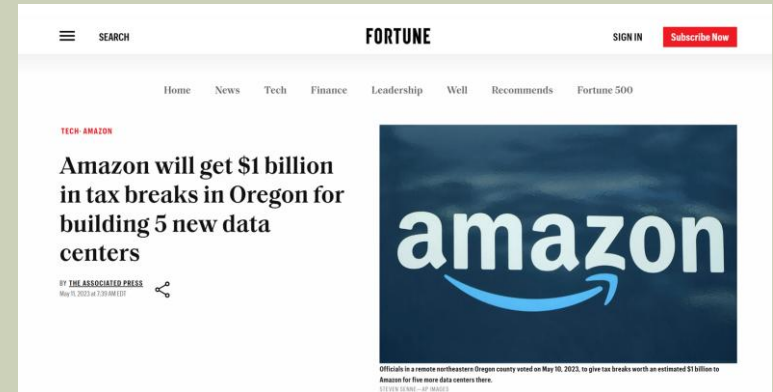 SEARCH
FORTUNE
SIGN IN
Subscribe Now
Home News Tech Finance Leadership Well Recommends Fortune 500
TECH· AMAZON
Amazon will get $1 billion
in tax breaks in Oregon for
building 5 new data
centers
BY THE ASSOCIATED PRESS
May 11, 2023 at 7:39 AM EDT
amazon
Officials in a remote northeastern Oregon county voted on May 10, 2023, to give tax breaks worth an estimated $1 billion to
Amazon for five more data centers there.
STEVEN SENNE—AP IMAGES